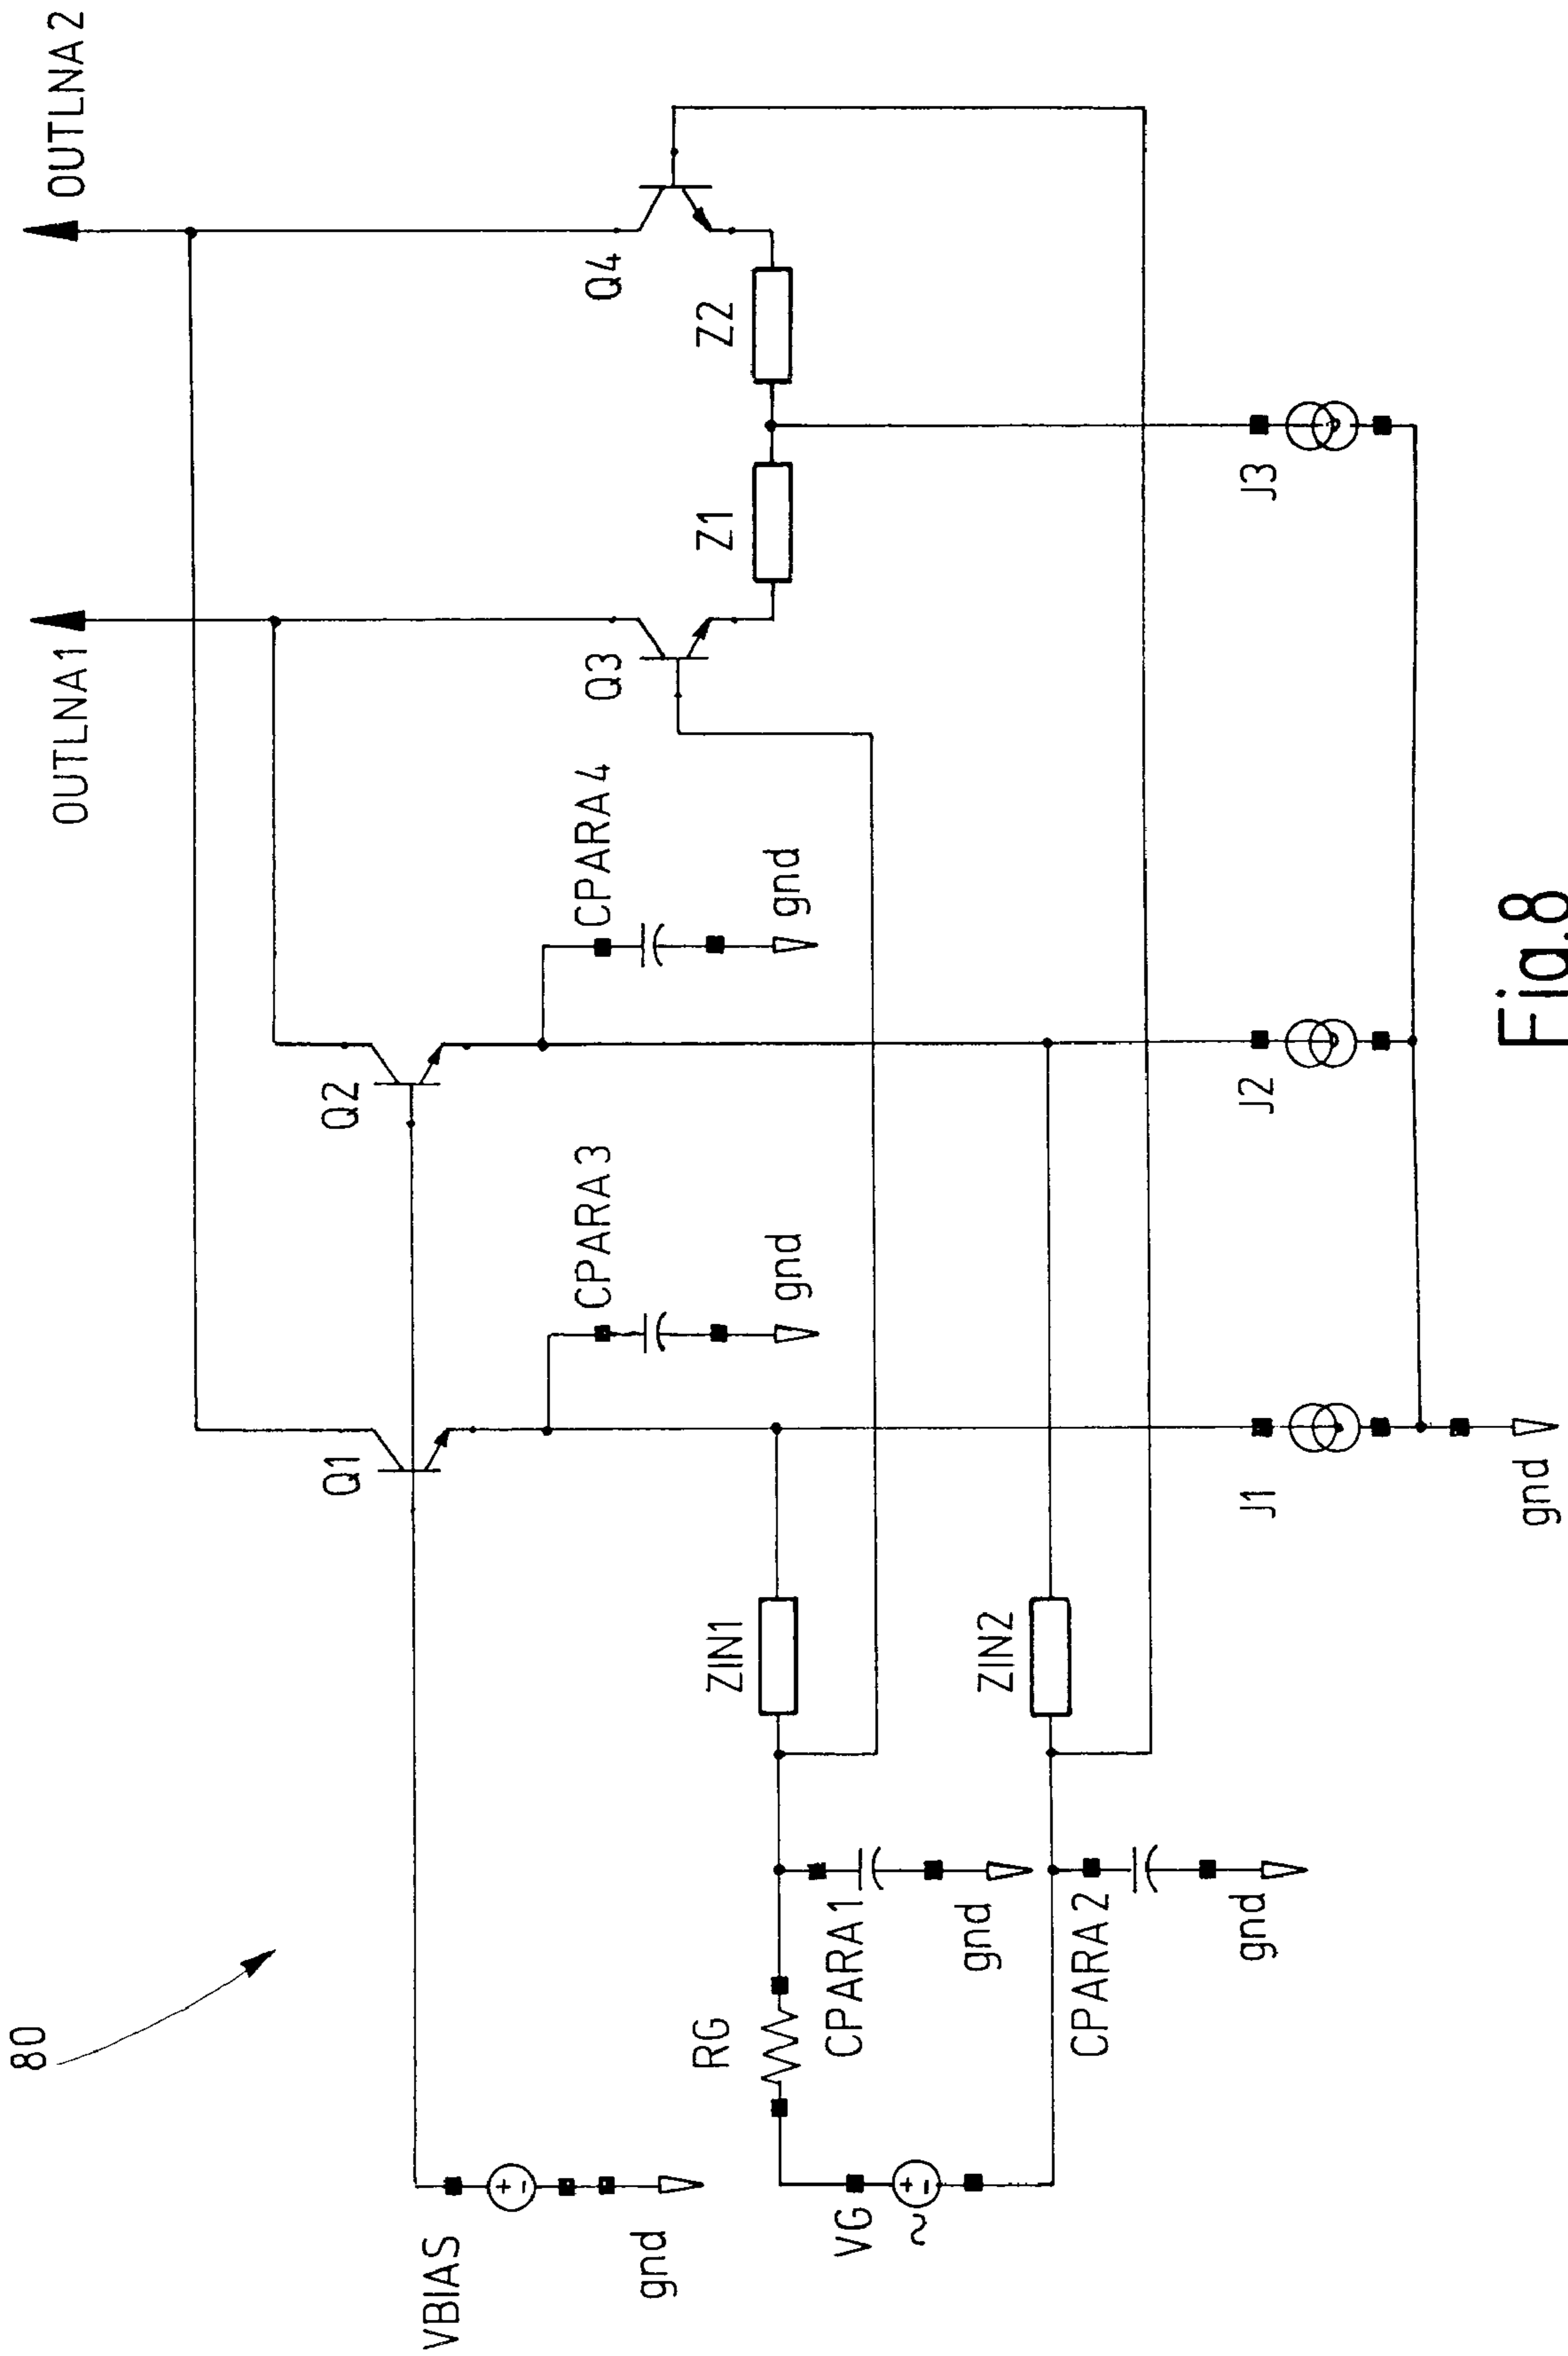 80
OUTLNA1
OUTLNA2
Q1
Q2
CPARA3
gnd
CPARA4
gnd
Q3
Q4
Z1
Z2
VBIAS
gnd
RG
ZIN1
VG
+
-
~
CPARA1
gnd
ZIN2
CPARA2
gnd
J1
J2
J3
gnd
+
-
Fig.8